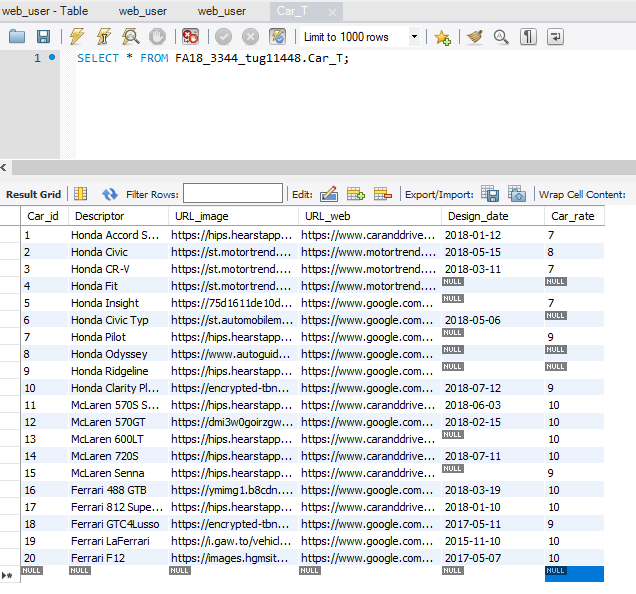 web_user - Table web_user web_user Car_T
Limit to 1000 rows
1 SELECT * FROM FA18_3344_tug11448.Car_T;
Result Grid Filter Rows: Edit: Export/Import: Wrap Cell Content:
Car_id Descriptor URL_image URL_web Design_date Car_rate
1 Honda Accord S... https://hips.hearstapp... https://www.caranddrive... 2018-01-12 7
2 Honda Civic https://st.motortrend.... https://www.motortrend... 2018-05-15 8
3 Honda CR-V https://st.motortrend.... https://www.motortrend... 2018-03-11 7
4 Honda Fit https://st.motortrend.... https://www.motortrend... NULL NULL
5 Honda Insight https://75d1611de10d... https://www.google.com... NULL 7
6 Honda Civic Typ https://st.automobilem... https://www.google.com... 2018-05-06 NULL
7 Honda Pilot https://hips.hearstapp... https://www.google.com... NULL 9
8 Honda Odyssey https://www.autoguid... https://www.google.com... NULL NULL
9 Honda Ridgeline https://hips.hearstapp... https://www.google.com... NULL NULL
10 Honda Clarity Pl... https://encrypted-tbn... https://www.google.com... 2018-07-12 9
11 McLaren 570S S... https://hips.hearstapp... https://www.caranddrive... 2018-06-03 10
12 McLaren 570GT https://dmi3w0goirzgw... https://www.google.com... 2018-02-15 10
13 McLaren 600LT https://hips.hearstapp... https://www.caranddrive... NULL 10
14 McLaren 720S https://hips.hearstapp... https://www.caranddrive... 2018-07-11 10
15 McLaren Senna https://hips.hearstapp... https://www.caranddrive... NULL 9
16 Ferrari 488 GTB https://ymimg1.b8cdn.... https://www.google.com... 2018-03-19 10
17 Ferrari 812 Supe... https://hips.hearstapp... https://www.caranddrive... 2018-01-10 10
18 Ferrari GTC4Lusso https://encrypted-tbn... https://www.google.com... 2017-05-11 9
19 Ferrari LaFerrari https://i.gaw.to/vehicl... https://www.google.com... 2015-11-10 10
20 Ferrari F12 https://images.hgmsit... https://www.google.com... 2017-05-07 10
NULL NULL NULL NULL NULL NULL